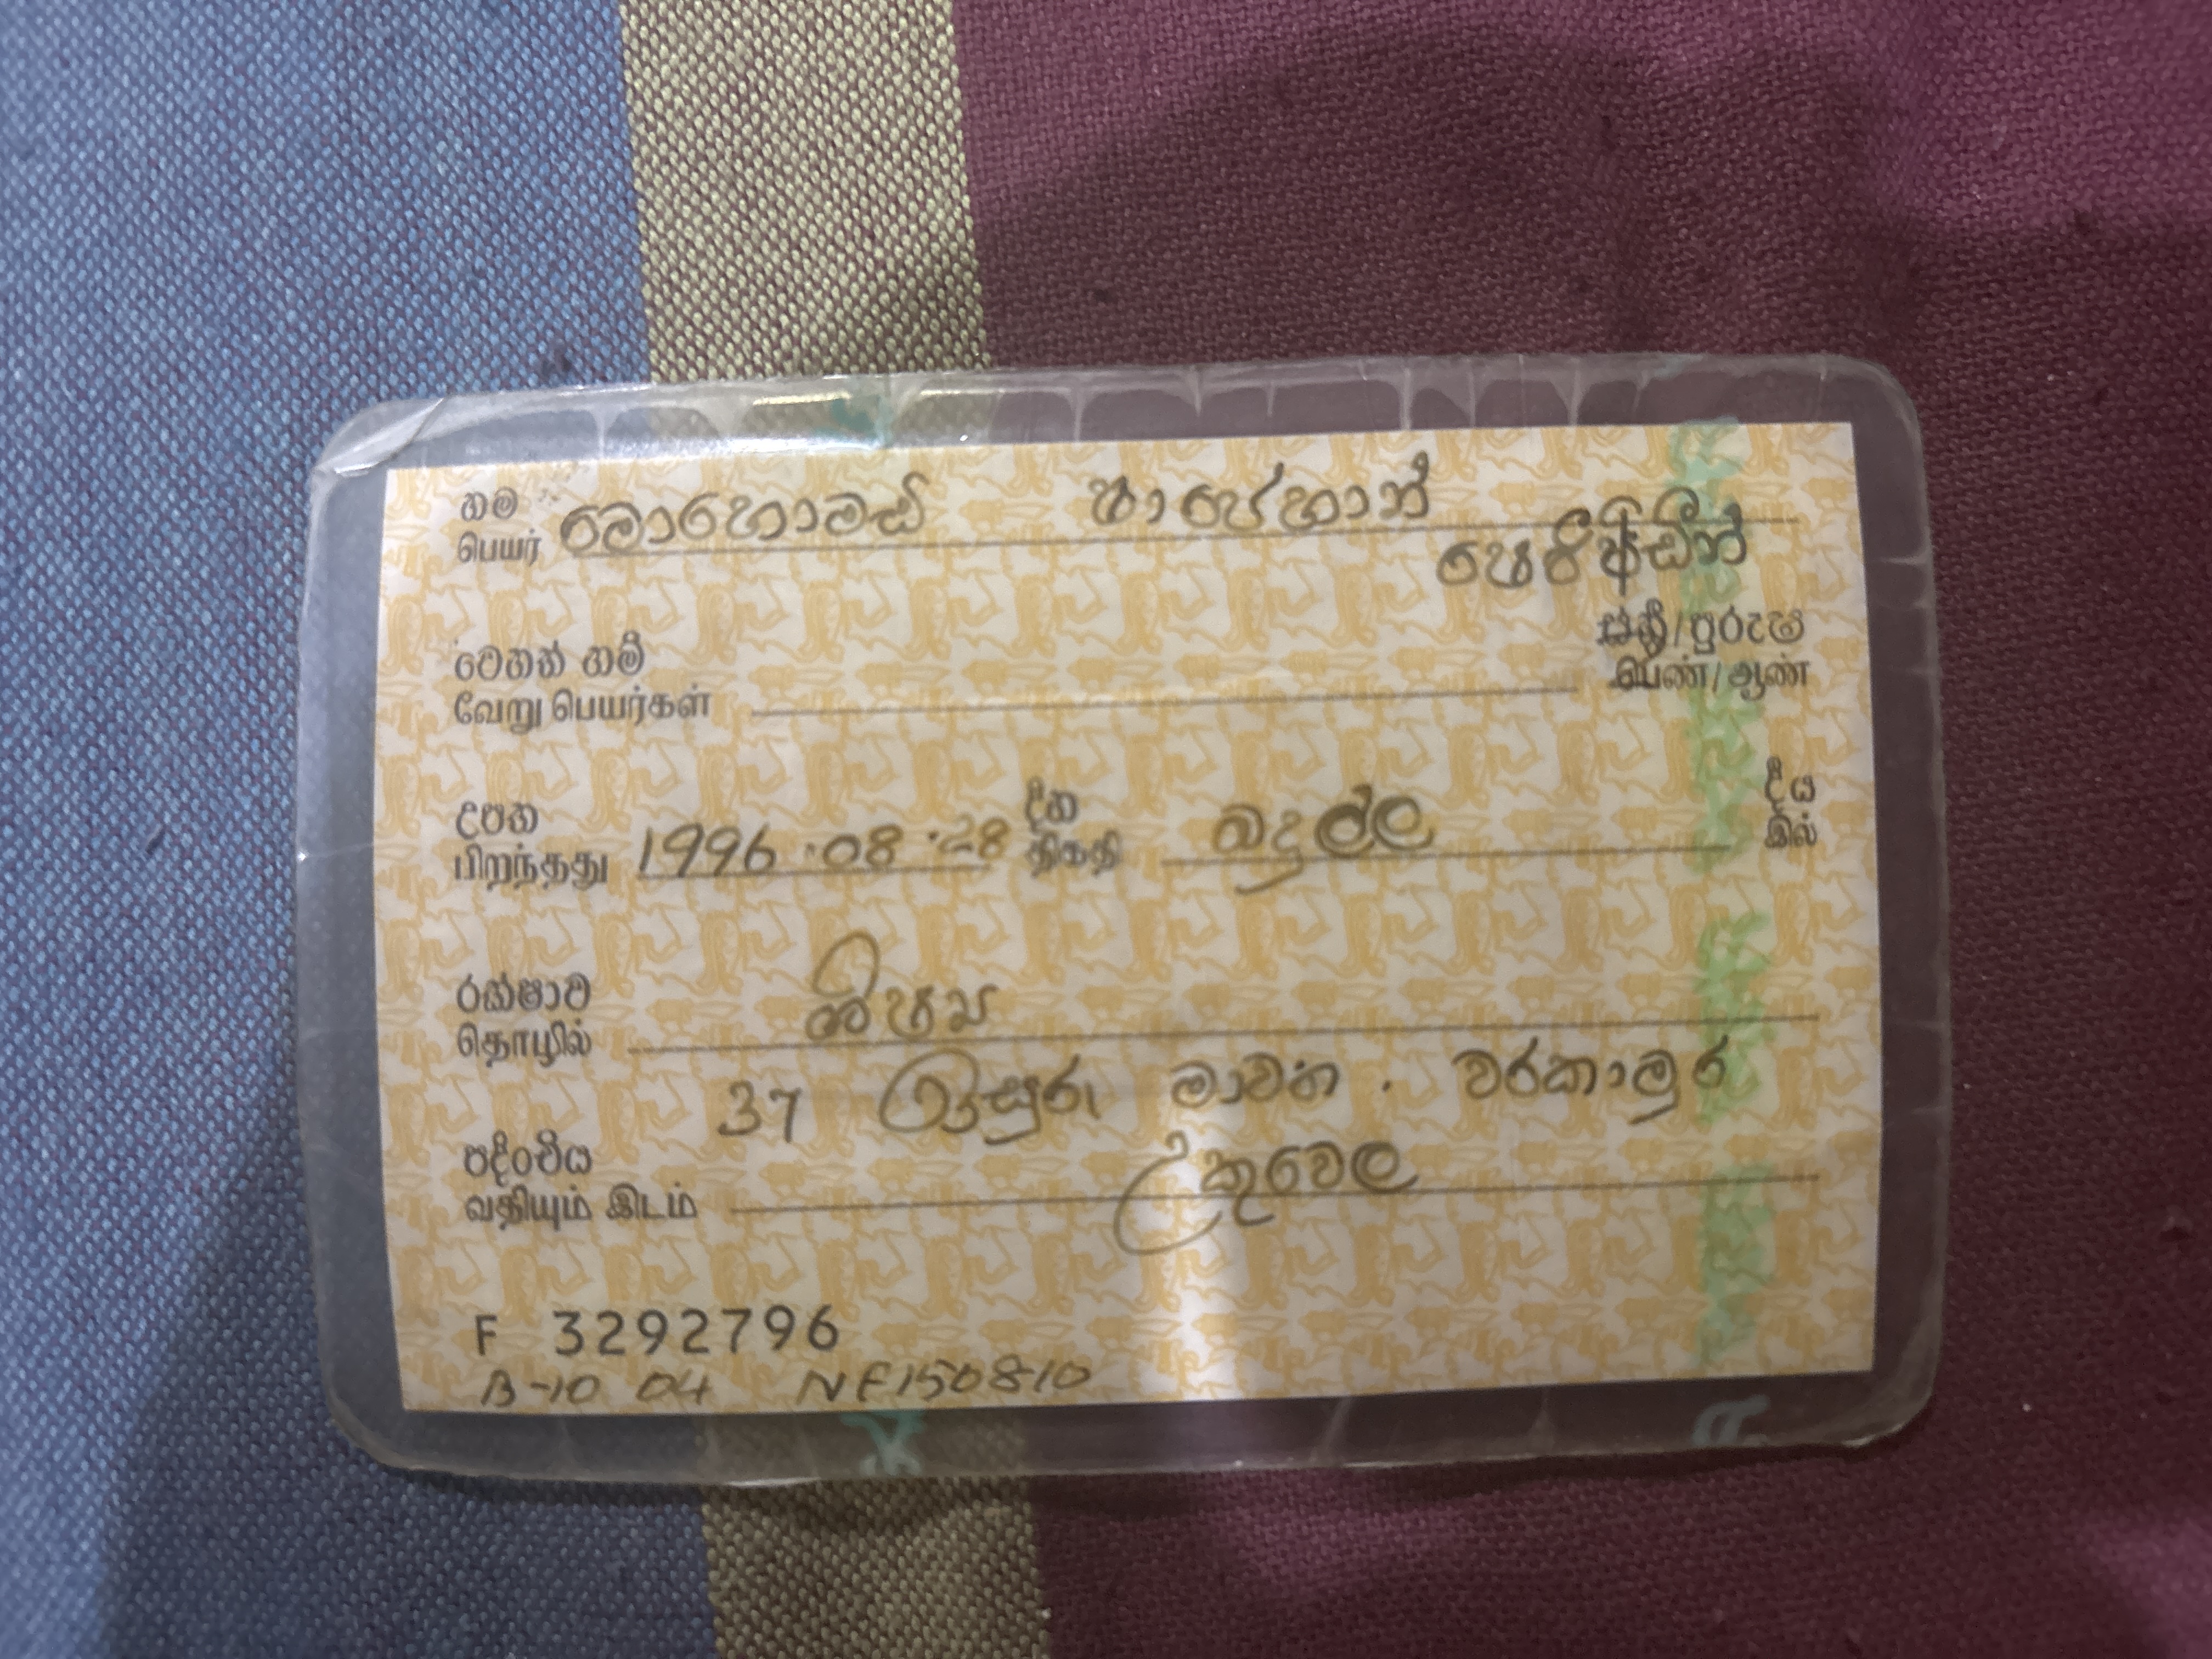 නම මොහොමඩ් ෂාජේහාන්
பெயர் ෂෙරීෆ්ඩීන්
වෙනත් නම් ස්ත්‍රී/පුරුෂ
வேறு பெயர்கள் பெண்/ஆண்
උපන් 1996.08.28 දින බදුල්ල දීය
பிறந்தது திகதி இல்
රක්ෂාව ශිෂ්‍ය
தொழில்
37 මාවත . වරකාමුර
පදිංචිය උකුවෙල
வதியும் இடம்
F 3292796
B-10 04 NF150810